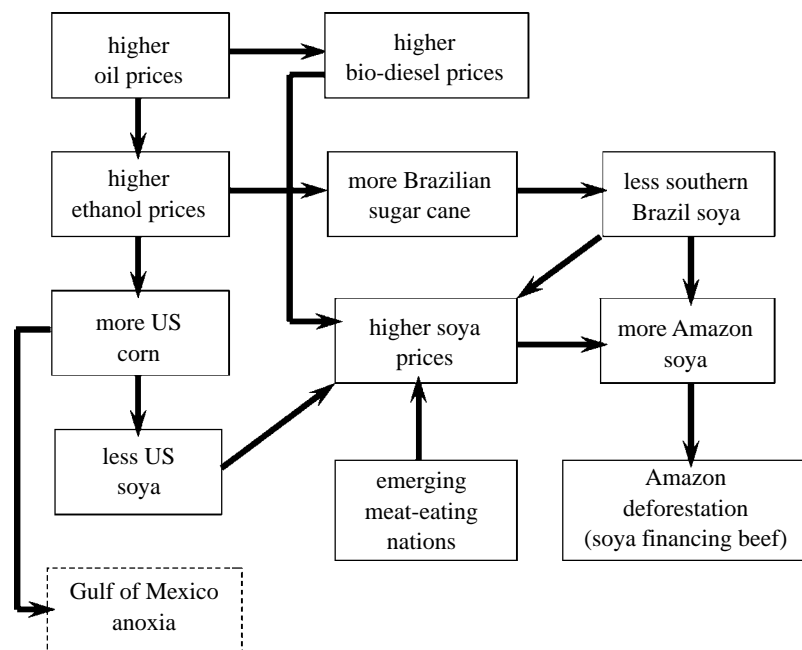 higher
oil prices
higher
bio-diesel prices
higher
ethanol prices
more Brazilian
sugar cane
less southern
Brazil soya
more US
corn
higher soya
prices
more Amazon
soya
less US
soya
emerging
meat-eating
nations
Amazon
deforestation
(soya financing beef)
Gulf of Mexico
anoxia